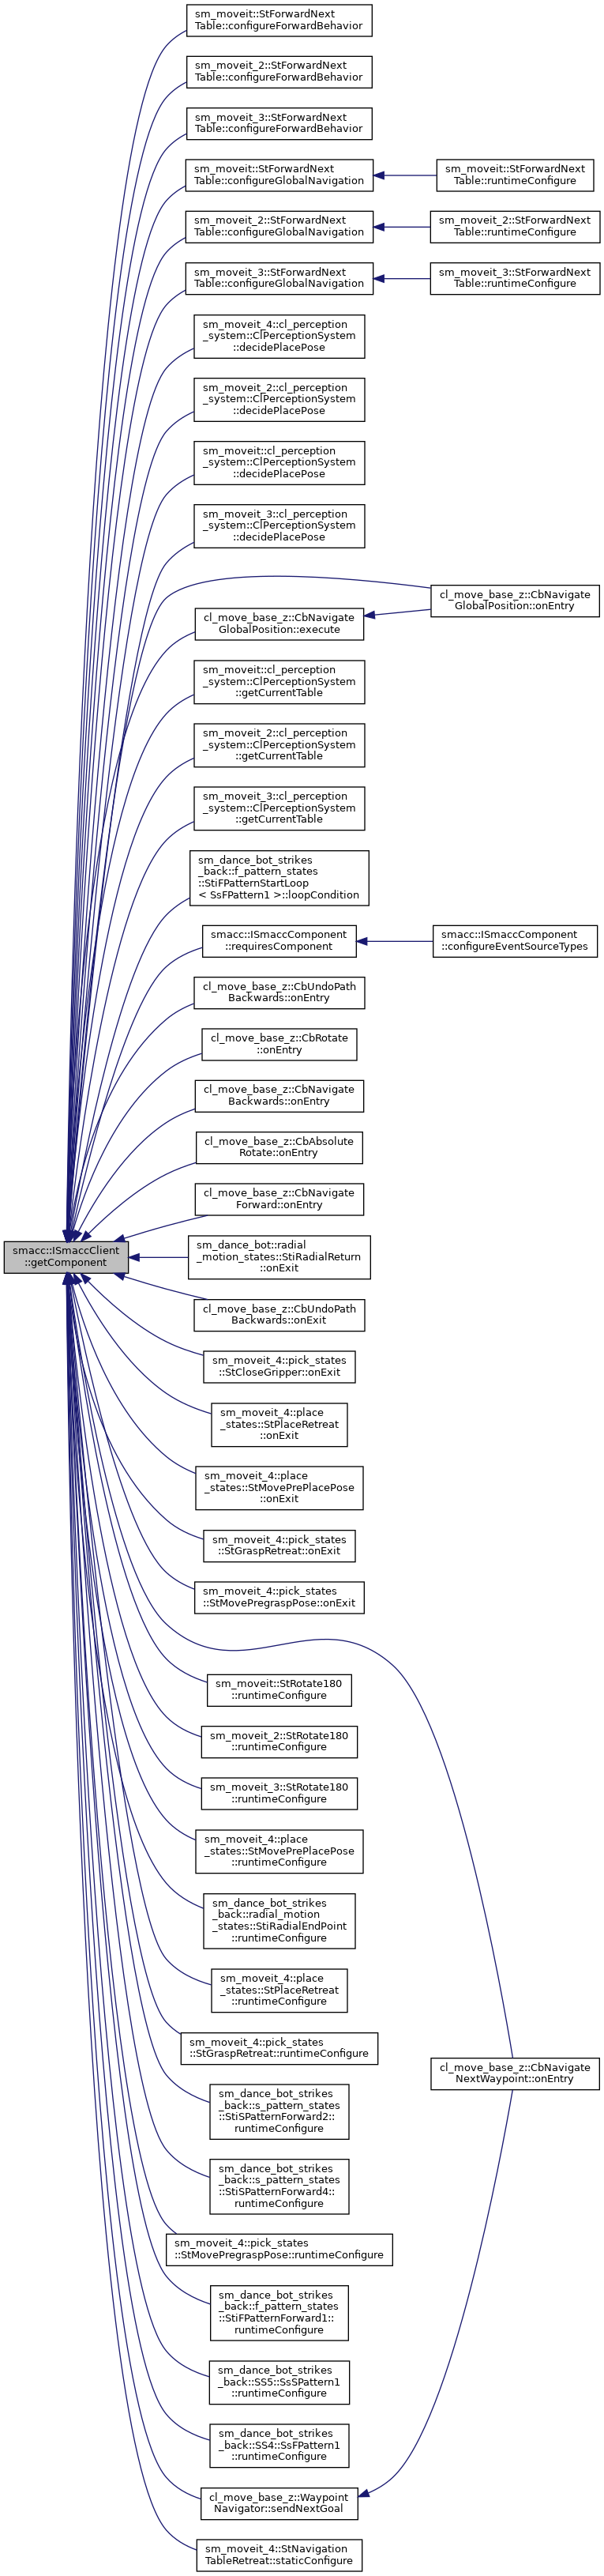 sm_moveit::StForwardNext
Table::configureForwardBehavior
sm_moveit_2::StForwardNext
Table::configureForwardBehavior
sm_moveit_3::StForwardNext
Table::configureForwardBehavior
sm_moveit::StForwardNext
Table::configureGlobalNavigation
sm_moveit::StForwardNext
Table::runtimeConfigure
sm_moveit_2::StForwardNext
Table::configureGlobalNavigation
sm_moveit_2::StForwardNext
Table::runtimeConfigure
sm_moveit_3::StForwardNext
Table::configureGlobalNavigation
sm_moveit_3::StForwardNext
Table::runtimeConfigure
sm_moveit_4::cl_perception
_system::ClPerceptionSystem
::decidePlacePose
sm_moveit_2::cl_perception
_system::ClPerceptionSystem
::decidePlacePose
sm_moveit::cl_perception
_system::ClPerceptionSystem
::decidePlacePose
sm_moveit_3::cl_perception
_system::ClPerceptionSystem
::decidePlacePose
cl_move_base_z::CbNavigate
GlobalPosition::onEntry
cl_move_base_z::CbNavigate
GlobalPosition::execute
sm_moveit::cl_perception
_system::ClPerceptionSystem
::getCurrentTable
sm_moveit_2::cl_perception
_system::ClPerceptionSystem
::getCurrentTable
sm_moveit_3::cl_perception
_system::ClPerceptionSystem
::getCurrentTable
sm_dance_bot_strikes
_back::f_pattern_states
::StiFPatternStartLoop
< SsFPattern1 >::loopCondition
smacc::ISmaccComponent
::requiresComponent
smacc::ISmaccComponent
::configureEventSourceTypes
cl_move_base_z::CbUndoPath
Backwards::onEntry
cl_move_base_z::CbRotate
::onEntry
cl_move_base_z::CbNavigate
Backwards::onEntry
cl_move_base_z::CbAbsolute
Rotate::onEntry
cl_move_base_z::CbNavigate
Forward::onEntry
smacc::ISmaccClient
::getComponent
sm_dance_bot::radial
_motion_states::StiRadialReturn
::onExit
cl_move_base_z::CbUndoPath
Backwards::onExit
sm_moveit_4::pick_states
::StCloseGripper::onExit
sm_moveit_4::place
_states::StPlaceRetreat
::onExit
sm_moveit_4::place
_states::StMovePrePlacePose
::onExit
sm_moveit_4::pick_states
::StGraspRetreat::onExit
sm_moveit_4::pick_states
::StMovePregraspPose::onExit
sm_moveit::StRotate180
::runtimeConfigure
sm_moveit_2::StRotate180
::runtimeConfigure
sm_moveit_3::StRotate180
::runtimeConfigure
sm_moveit_4::place
_states::StMovePrePlacePose
::runtimeConfigure
sm_dance_bot_strikes
_back::radial_motion
_states::StiRadialEndPoint
::runtimeConfigure
sm_moveit_4::place
_states::StPlaceRetreat
::runtimeConfigure
sm_moveit_4::pick_states
::StGraspRetreat::runtimeConfigure
cl_move_base_z::CbNavigate
NextWaypoint::onEntry
sm_dance_bot_strikes
_back::s_pattern_states
::StiSPatternForward2::
runtimeConfigure
sm_dance_bot_strikes
_back::s_pattern_states
::StiSPatternForward4::
runtimeConfigure
sm_moveit_4::pick_states
::StMovePregraspPose::runtimeConfigure
sm_dance_bot_strikes
_back::f_pattern_states
::StiFPatternForward1::
runtimeConfigure
sm_dance_bot_strikes
_back::SS5::SsSPattern1
::runtimeConfigure
sm_dance_bot_strikes
_back::SS4::SsFPattern1
::runtimeConfigure
cl_move_base_z::Waypoint
Navigator::sendNextGoal
sm_moveit_4::StNavigation
TableRetreat::staticConfigure